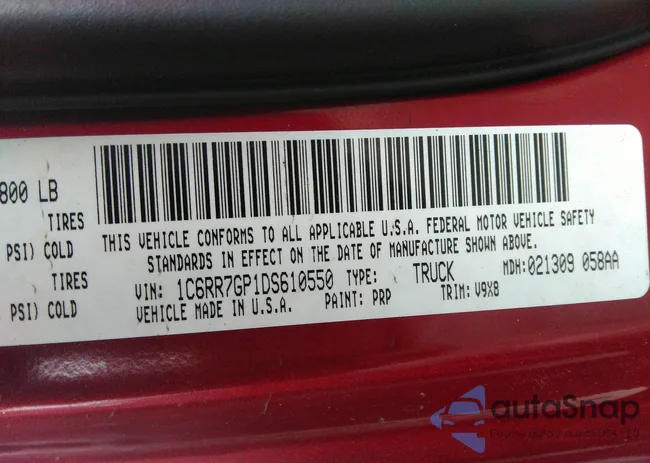 800 LB
TIRES
PSI) COLD
TIRES
PSI) COLD
THIS VEHICLE CONFORMS TO ALL APPLICABLE U.S.A. FEDERAL MOTOR VEHICLE SAFETY
STANDARDS IN EFFECT ON THE DATE OF MANUFACTURE SHOWN ABOVE.
VIN: 1C6RR7GP1DS610550 TYPE: TRUCK MDH:021309 058AA
VEHICLE MADE IN U.S.A. PAINT: PRP TRIM: V9X8
autoSnap